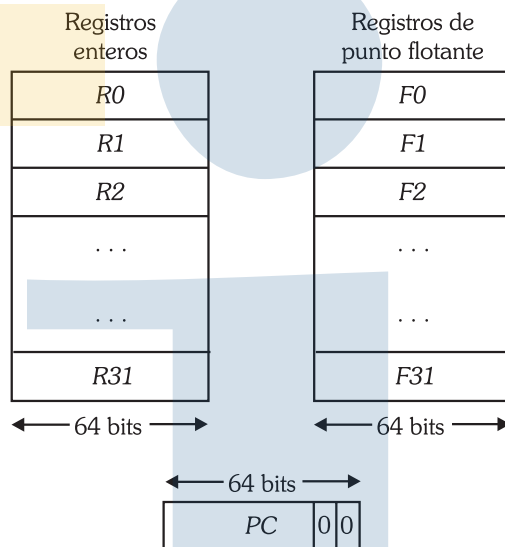 Registros
enteros
R0
R1
R2
. . .
. . .
R31
64 bits
Registros de
punto flotante
F0
F1
F2
. . .
. . .
F31
64 bits
64 bits
PC 0 0